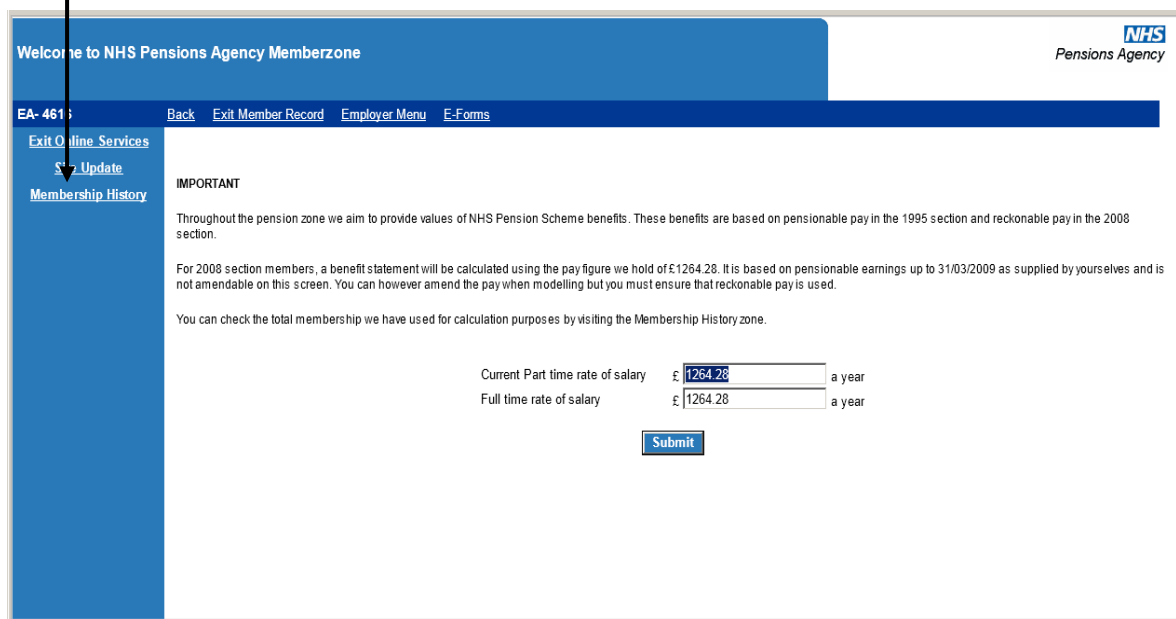 NHS
Welcome to NHS Pensions Agency Memberzone
Pensions Agency
EA- 4616 Back Exit Member Record Employer Menu E-Forms
Exit Online Services
Site Update
Membership History
IMPORTANT
Throughout the pension zone we aim to provide values of NHS Pension Scheme benefits. These benefits are based on pensionable pay in the 1995 section and reckonable pay in the 2008
section.
For 2008 section members, a benefit statement will be calculated using the pay figure we hold of £1264.28. It is based on pensionable earnings up to 31/03/2009 as supplied by yourselves and is
not amendable on this screen. You can however amend the pay when modelling but you must ensure that reckonable pay is used.
You can check the total membership we have used for calculation purposes by visiting the Membership History zone.
Current Part time rate of salary £ 1264.28 a year
Full time rate of salary £ 1264.28 a year
Submit